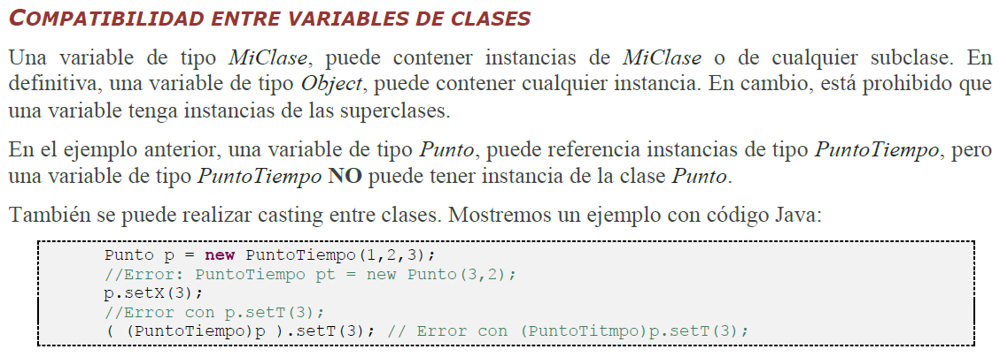 COMPATIBILIDAD ENTRE VARIABLES DE CLASES
Una variable de tipo MiClase, puede contener instancias de MiClase o de cualquier subclase. En
definitiva, una variable de tipo Object, puede contener cualquier instancia. En cambio, está prohibido que
una variable tenga instancias de las superclases.
En el ejemplo anterior, una variable de tipo Punto, puede referencia instancias de tipo PuntoTiempo, pero
una variable de tipo PuntoTiempo NO puede tener instancia de la clase Punto.
También se puede realizar casting entre clases. Mostremos un ejemplo con código Java:
Punto p = new PuntoTiempo(1,2,3);
//Error: PuntoTiempo pt = new Punto(3,2);
p.setX(3);
//Error con p.setT(3);
( (PuntoTiempo)p ).setT(3); // Error con (PuntoTitmpo)p.setT(3);